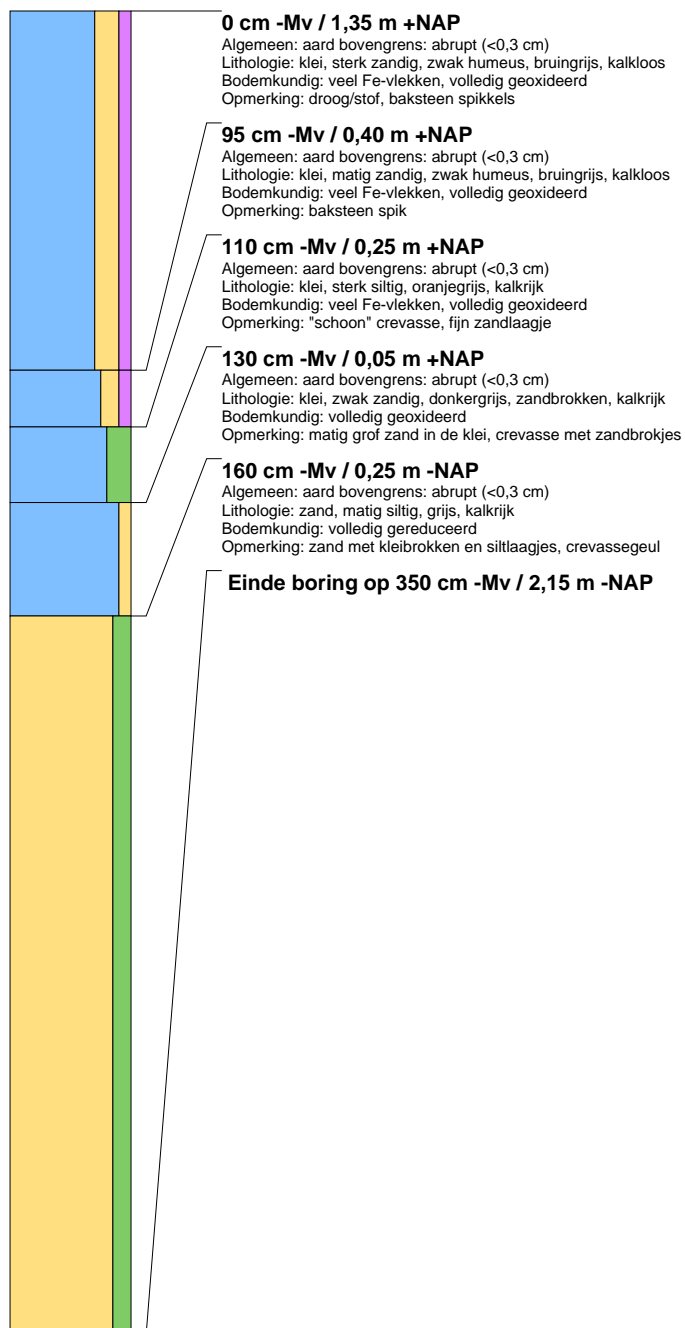 0 cm -Mv / 1,35 m +NAP
Algemeen: aard bovengrens: abrupt (<0,3 cm)
Lithologie: klei, sterk zandig, zwak humeus, bruingrijs, kalkloos
Bodemkundig: veel Fe-vlekken, volledig geoxideerd
Opmerking: droog/stof, baksteen spikkels
95 cm -Mv / 0,40 m +NAP
Algemeen: aard bovengrens: abrupt (<0,3 cm)
Lithologie: klei, matig zandig, zwak humeus, bruingrijs, kalkloos
Bodemkundig: veel Fe-vlekken, volledig geoxideerd
Opmerking: baksteen spik
110 cm -Mv / 0,25 m +NAP
Algemeen: aard bovengrens: abrupt (<0,3 cm)
Lithologie: klei, sterk siltig, oranjegrijs, kalkrijk
Bodemkundig: veel Fe-vlekken, volledig geoxideerd
Opmerking: "schoon" crevasse, fijn zandlaagje
130 cm -Mv / 0,05 m +NAP
Algemeen: aard bovengrens: abrupt (<0,3 cm)
Lithologie: klei, zwak zandig, donkergrijs, zandbrokken, kalkrijk
Bodemkundig: volledig geoxideerd
Opmerking: matig grof zand in de klei, crevasse met zandbrokjes
160 cm -Mv / 0,25 m -NAP
Algemeen: aard bovengrens: abrupt (<0,3 cm)
Lithologie: zand, matig siltig, grijs, kalkrijk
Bodemkundig: volledig gereduceerd
Opmerking: zand met kleibrokken en siltlaagjes, crevassegeul
Einde boring op 350 cm -Mv / 2,15 m -NAP